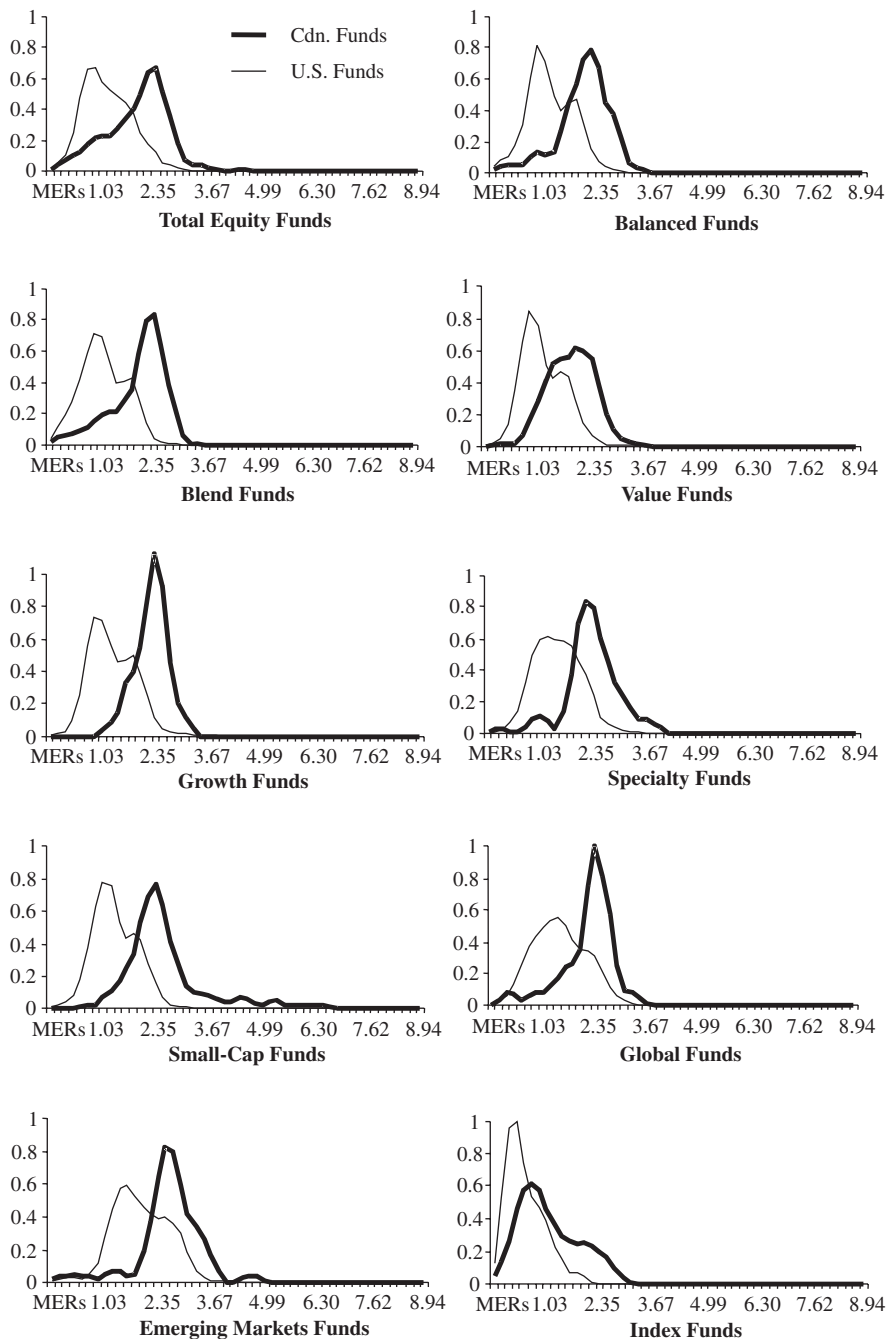 1
0.8
0.6
0.4
0.2
0
Cdn. Funds
U.S. Funds
MERs 1.03 2.35 3.67 4.99 6.30 7.62 8.94
Total Equity Funds
1
0.8
0.6
0.4
0.2
0
MERs 1.03 2.35 3.67 4.99 6.30 7.62 8.94
Balanced Funds
1
0.8
0.6
0.4
0.2
0
MERs 1.03 2.35 3.67 4.99 6.30 7.62 8.94
Blend Funds
1
0.8
0.6
0.4
0.2
0
MERs 1.03 2.35 3.67 4.99 6.30 7.62 8.94
Value Funds
1
0.8
0.6
0.4
0.2
0
MERs 1.03 2.35 3.67 4.99 6.30 7.62 8.94
Growth Funds
1
0.8
0.6
0.4
0.2
0
MERs 1.03 2.35 3.67 4.99 6.30 7.62 8.94
Specialty Funds
1
0.8
0.6
0.4
0.2
0
MERs 1.03 2.35 3.67 4.99 6.30 7.62 8.94
Small-Cap Funds
1
0.8
0.6
0.4
0.2
0
MERs 1.03 2.35 3.67 4.99 6.30 7.62 8.94
Global Funds
1
0.8
0.6
0.4
0.2
0
MERs 1.03 2.35 3.67 4.99 6.30 7.62 8.94
Emerging Markets Funds
1
0.8
0.6
0.4
0.2
0
MERs 1.03 2.35 3.67 4.99 6.30 7.62 8.94
Index Funds